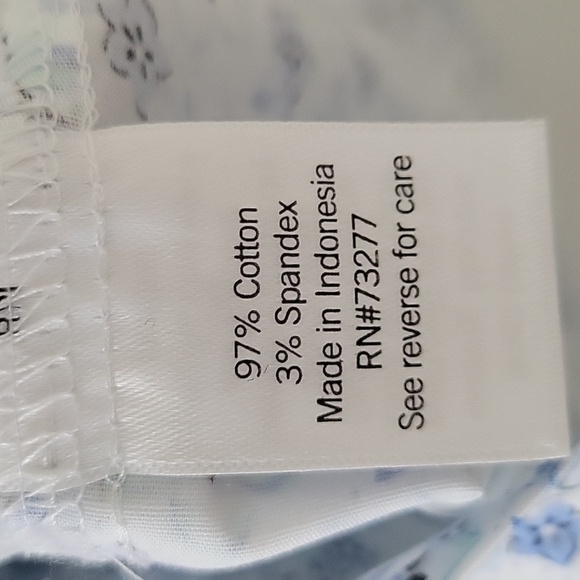 97% Cotton
3% Spandex
Made in Indonesia
RN#73277
See reverse for care